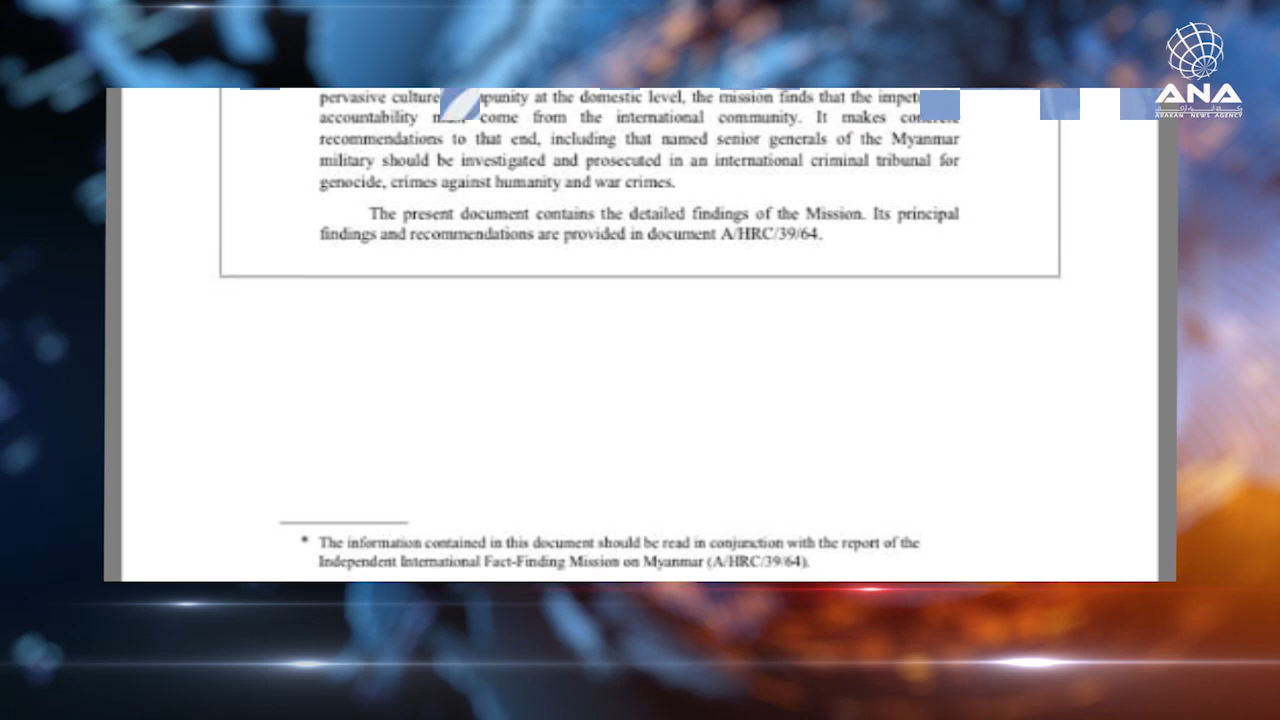 ANA
ARAKAN NEWS AGENCY
pervasive culture at the domestic level, the mission finds that the
accountability come from the international community. It makes
recommendations to that end, including that named senior generals of the Myanmar
military should be investigated and prosecuted in an international criminal tribunal for
genocide, crimes against humanity and war crimes.
The present document contains the detailed findings of the Mission. Its principal
findings and recommendations are provided in document A/HRC/39/64.
* The information contained in this document should be read in conjunction with the report of the
Independent International Fact-Finding Mission on Myanmar (A/HRC/39/64).